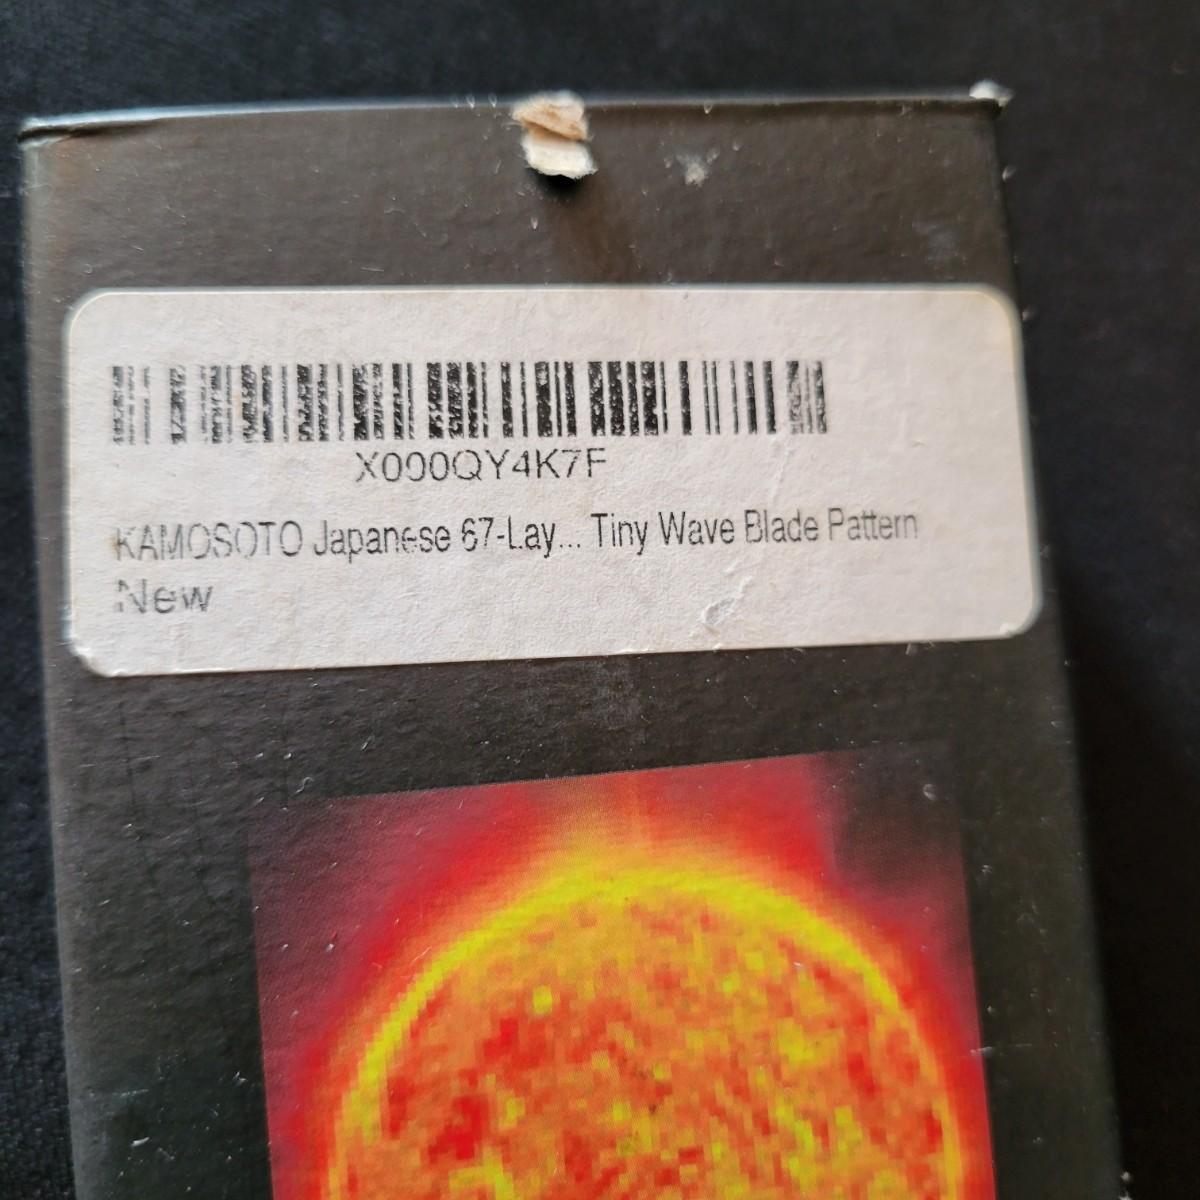 X000QY4K7F
KAMOSOTO Japanese 67-Lay... Tiny Wave Blade Pattern
New